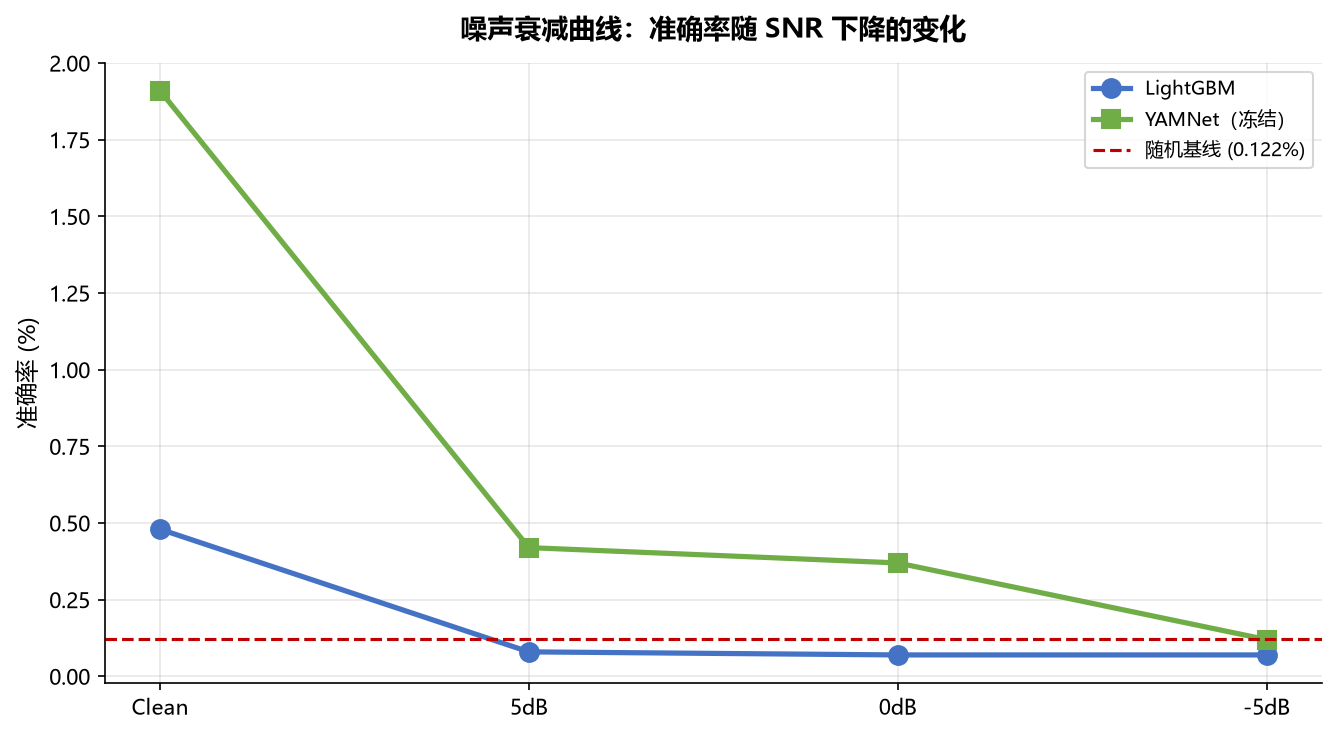 噪声衰减曲线：准确率随 SNR 下降的变化
LightGBM
YAMNet（冻结）
随机基线 (0.122%)
准确率 (%)
2.00
1.75
1.50
1.25
1.00
0.75
0.50
0.25
0.00
Clean
5dB
0dB
-5dB